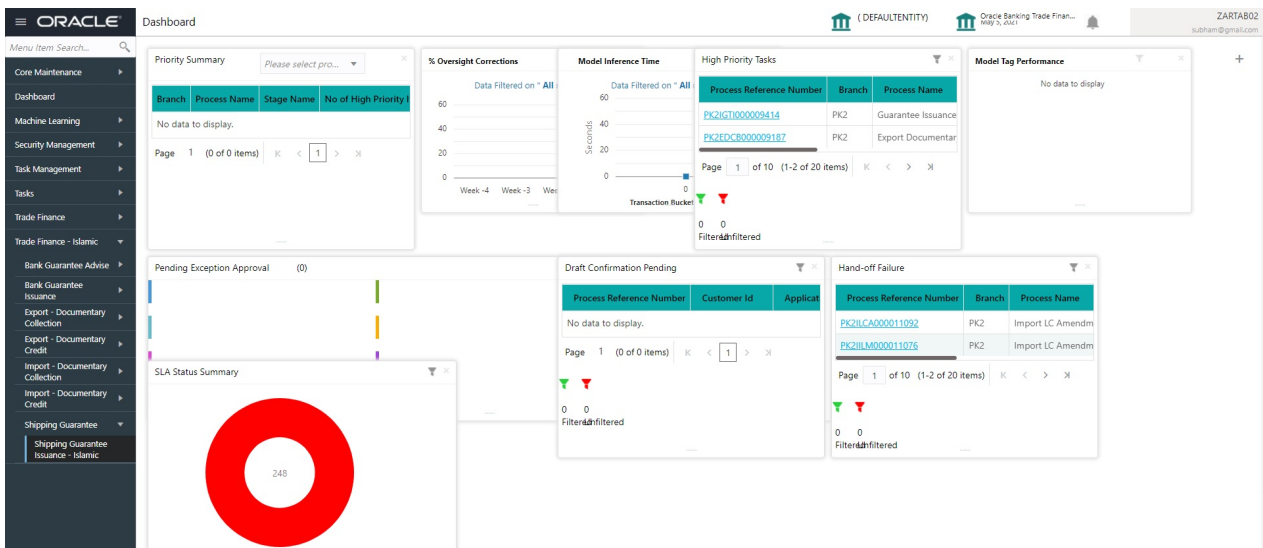 ORACLE
Dashboard
( DEFAULTENTITY)
Oracle Banking Trade Finan...
May 5, 2021
ZARTAB02
subham@gmail.com
Menu Item Search...
Core Maintenance
Dashboard
Machine Learning
Security Management
Task Management
Tasks
Trade Finance
Trade Finance - Islamic
Bank Guarantee Advise
Bank Guarantee
Issuance
Export - Documentary
Collection
Export - Documentary
Credit
Import - Documentary
Collection
Import - Documentary
Credit
Shipping Guarantee
Shipping Guarantee
Issuance - Islamic
Priority Summary
Please select pro...
Branch Process Name Stage Name No of High Priority
No data to display.
Page 1 (0 of 0 items) 1
% Oversight Corrections
Data Filtered on " All
60
40
20
0
Week -4 Week -3 Wee
Model Inference Time
Data Filtered on " All
Seconds
60
40
20
0
0
Transaction Bucket
High Priority Tasks
Process Reference Number Branch Process Name
PK2IGTI000009414 PK2 Guarantee Issuance
PK2EDCB000009187 PK2 Export Documentar
Page 1 of 10 (1-2 of 20 items)
0 0
Filtered Unfiltered
Model Tag Performance
No data to display
Pending Exception Approval (0)
Draft Confirmation Pending
Process Reference Number Customer Id Applicat
No data to display.
Page 1 (0 of 0 items) 1
0 0
Filtered Unfiltered
Hand-off Failure
Process Reference Number Branch Process Name
PK2ILCA000011092 PK2 Import LC Amendm
PK2IILM000011076 PK2 Import LC Amendm
Page 1 of 10 (1-2 of 20 items)
0 0
Filtered Unfiltered
SLA Status Summary
248